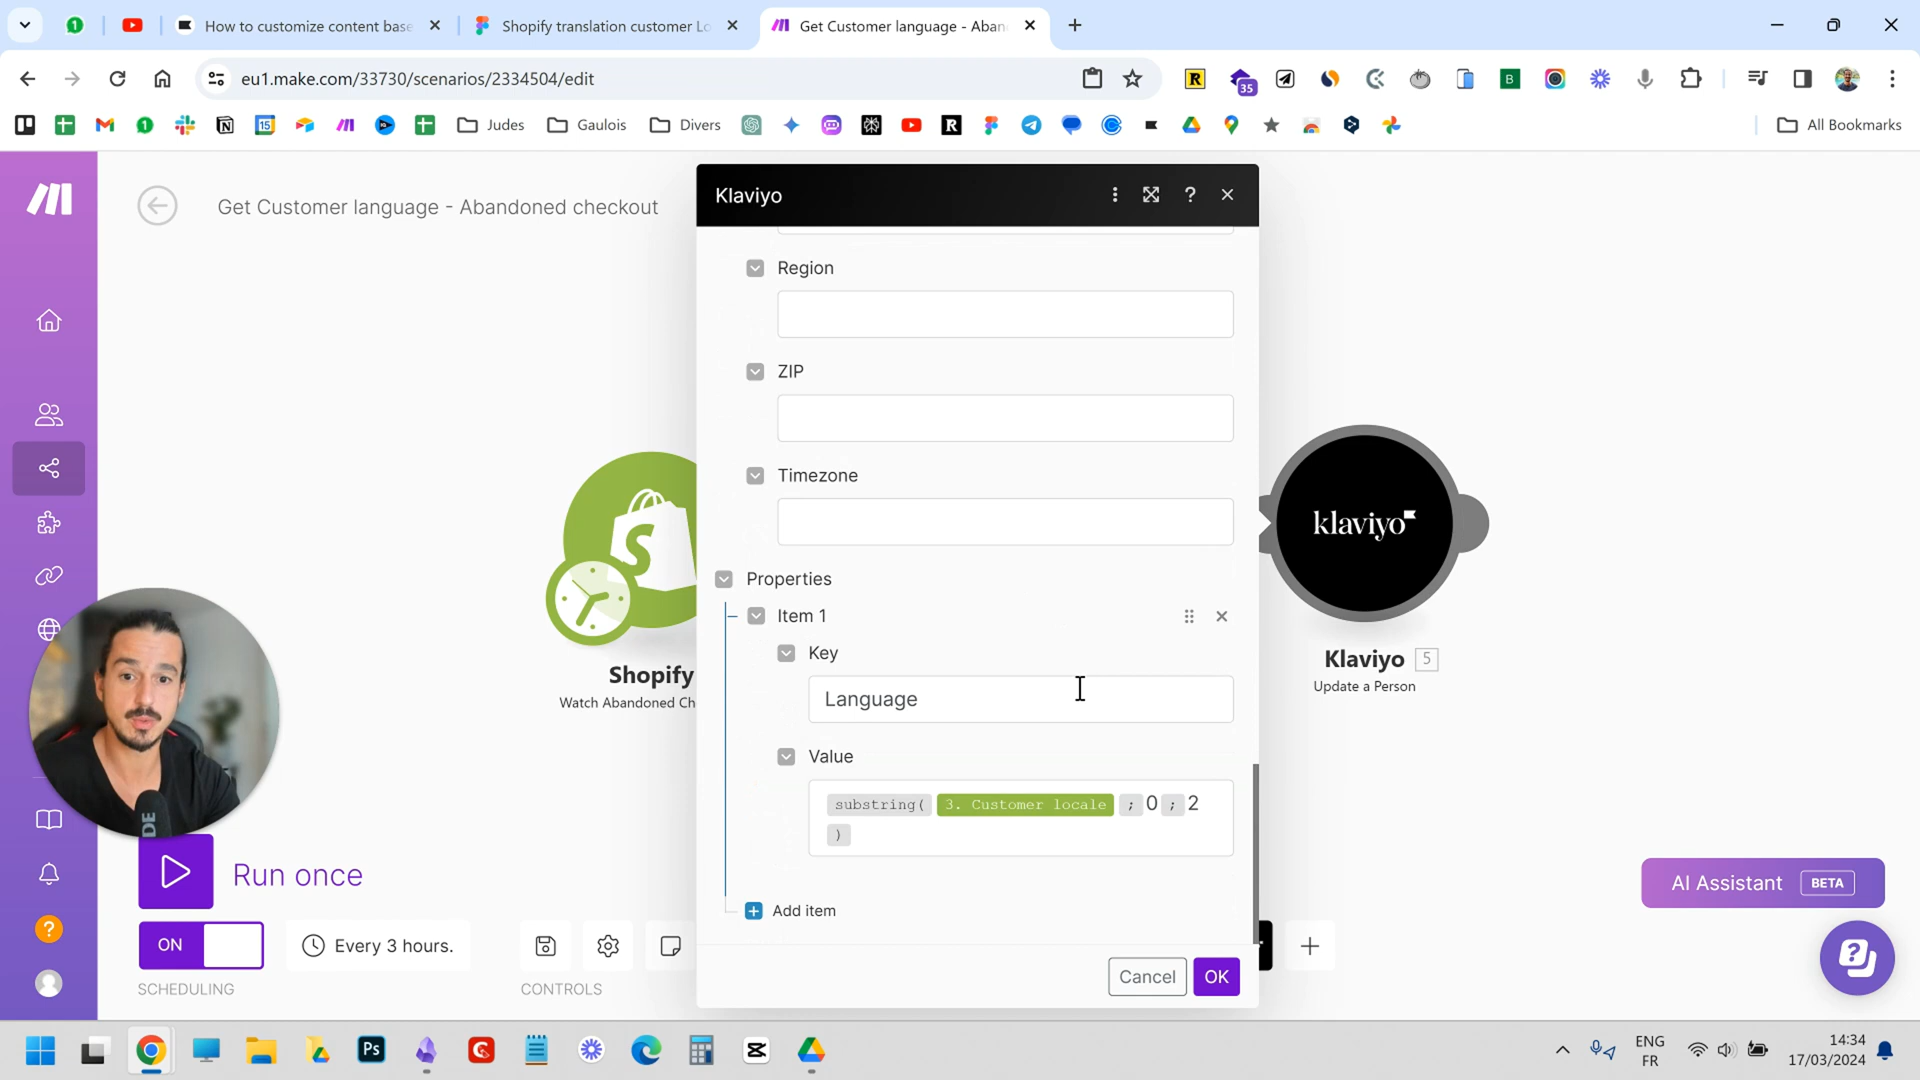 How to customize content base
Shopify translation customer Lo
Get Customer language - Aban
eu1.make.com/33730/scenarios/2334504/edit
35
Judes
Gaulois
Divers
All Bookmarks
Get Customer language - Abandoned checkout
Klaviyo
Region
ZIP
Timezone
Properties
Item 1
Key
Language
Value
substring( 3. Customer locale ; 0 ; 2
)
Add item
Cancel
OK
Shopify
Watch Abandoned Ch
klaviyo
Klaviyo 5
Update a Person
Run once
ON
Every 3 hours.
SCHEDULING
CONTROLS
AI Assistant BETA
ENG
FR
14:34
17/03/2024